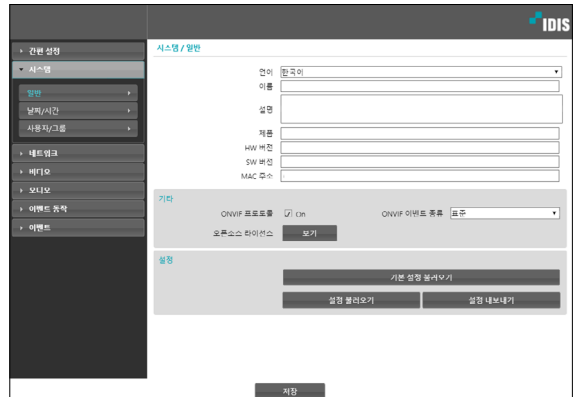 IDIS
간편 설정
시스템
일반
날짜/시간
사용자/그룹
네트워크
비디오
오디오
이벤트 동작
이벤트
시스템 / 일반
언어 한국어
이름
설명
제품
HW 버전
SW 버전
MAC 주소 -
기타
ONVIF 프로토콜 On ONVIF 이벤트 종류 표준
오픈소스 라이선스 보기
설정
기본 설정 불러오기
설정 불러오기 설정 내보내기
저장